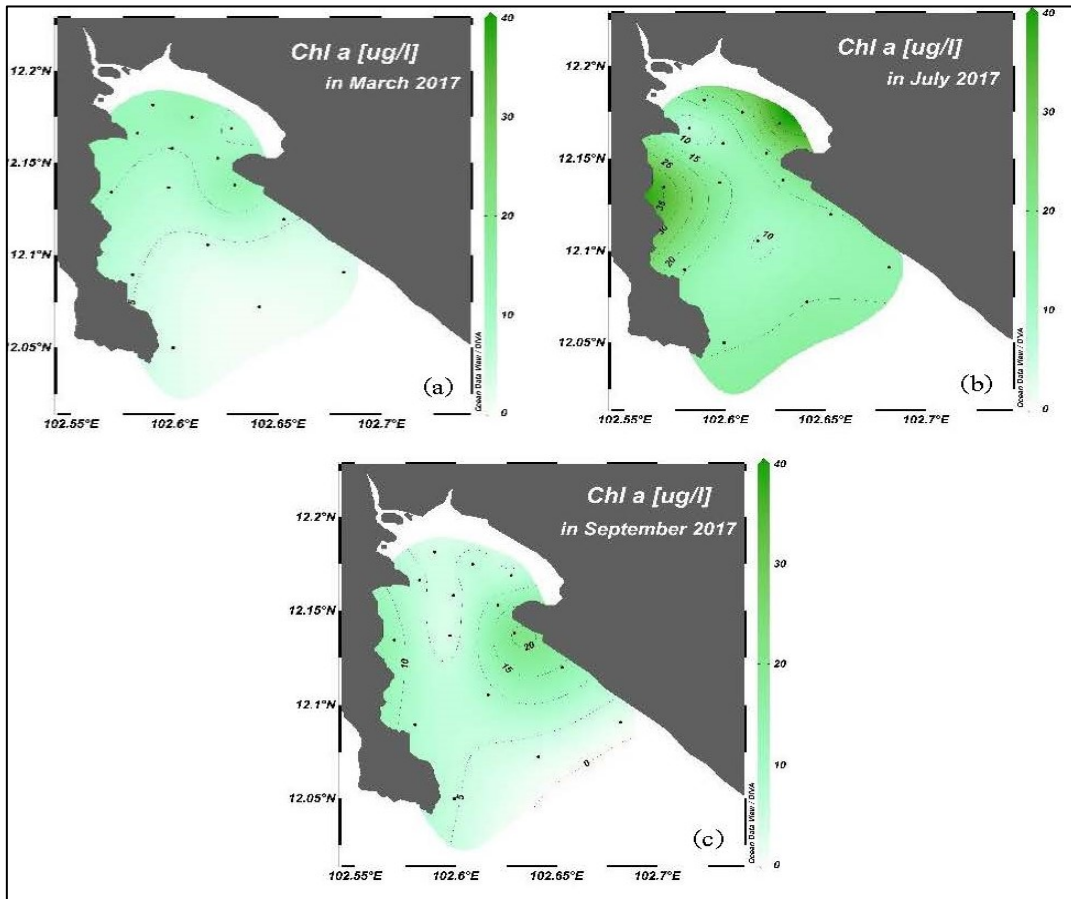 Chl a [ug/l]
in March 2017
40
30
20
10
0
12.2°N
12.15°N
12.1°N
12.05°N
5
Ocean Data View / DIVA
(a)
102.55°E 102.6°E 102.65°E 102.7°E
Chl a [ug/l]
in July 2017
40
30
20
10
0
12.2°N
12.15°N
12.1°N
12.05°N
10
15
25
35
30
20
10
Ocean Data View / DIVA
(b)
102.55°E 102.6°E 102.65°E 102.7°E
Chl a [ug/l]
in September 2017
40
30
20
10
0
12.2°N
12.15°N
12.1°N
12.05°N
20
15
10
0
5
Ocean Data View / DIVA
(c)
102.55°E 102.6°E 102.65°E 102.7°E